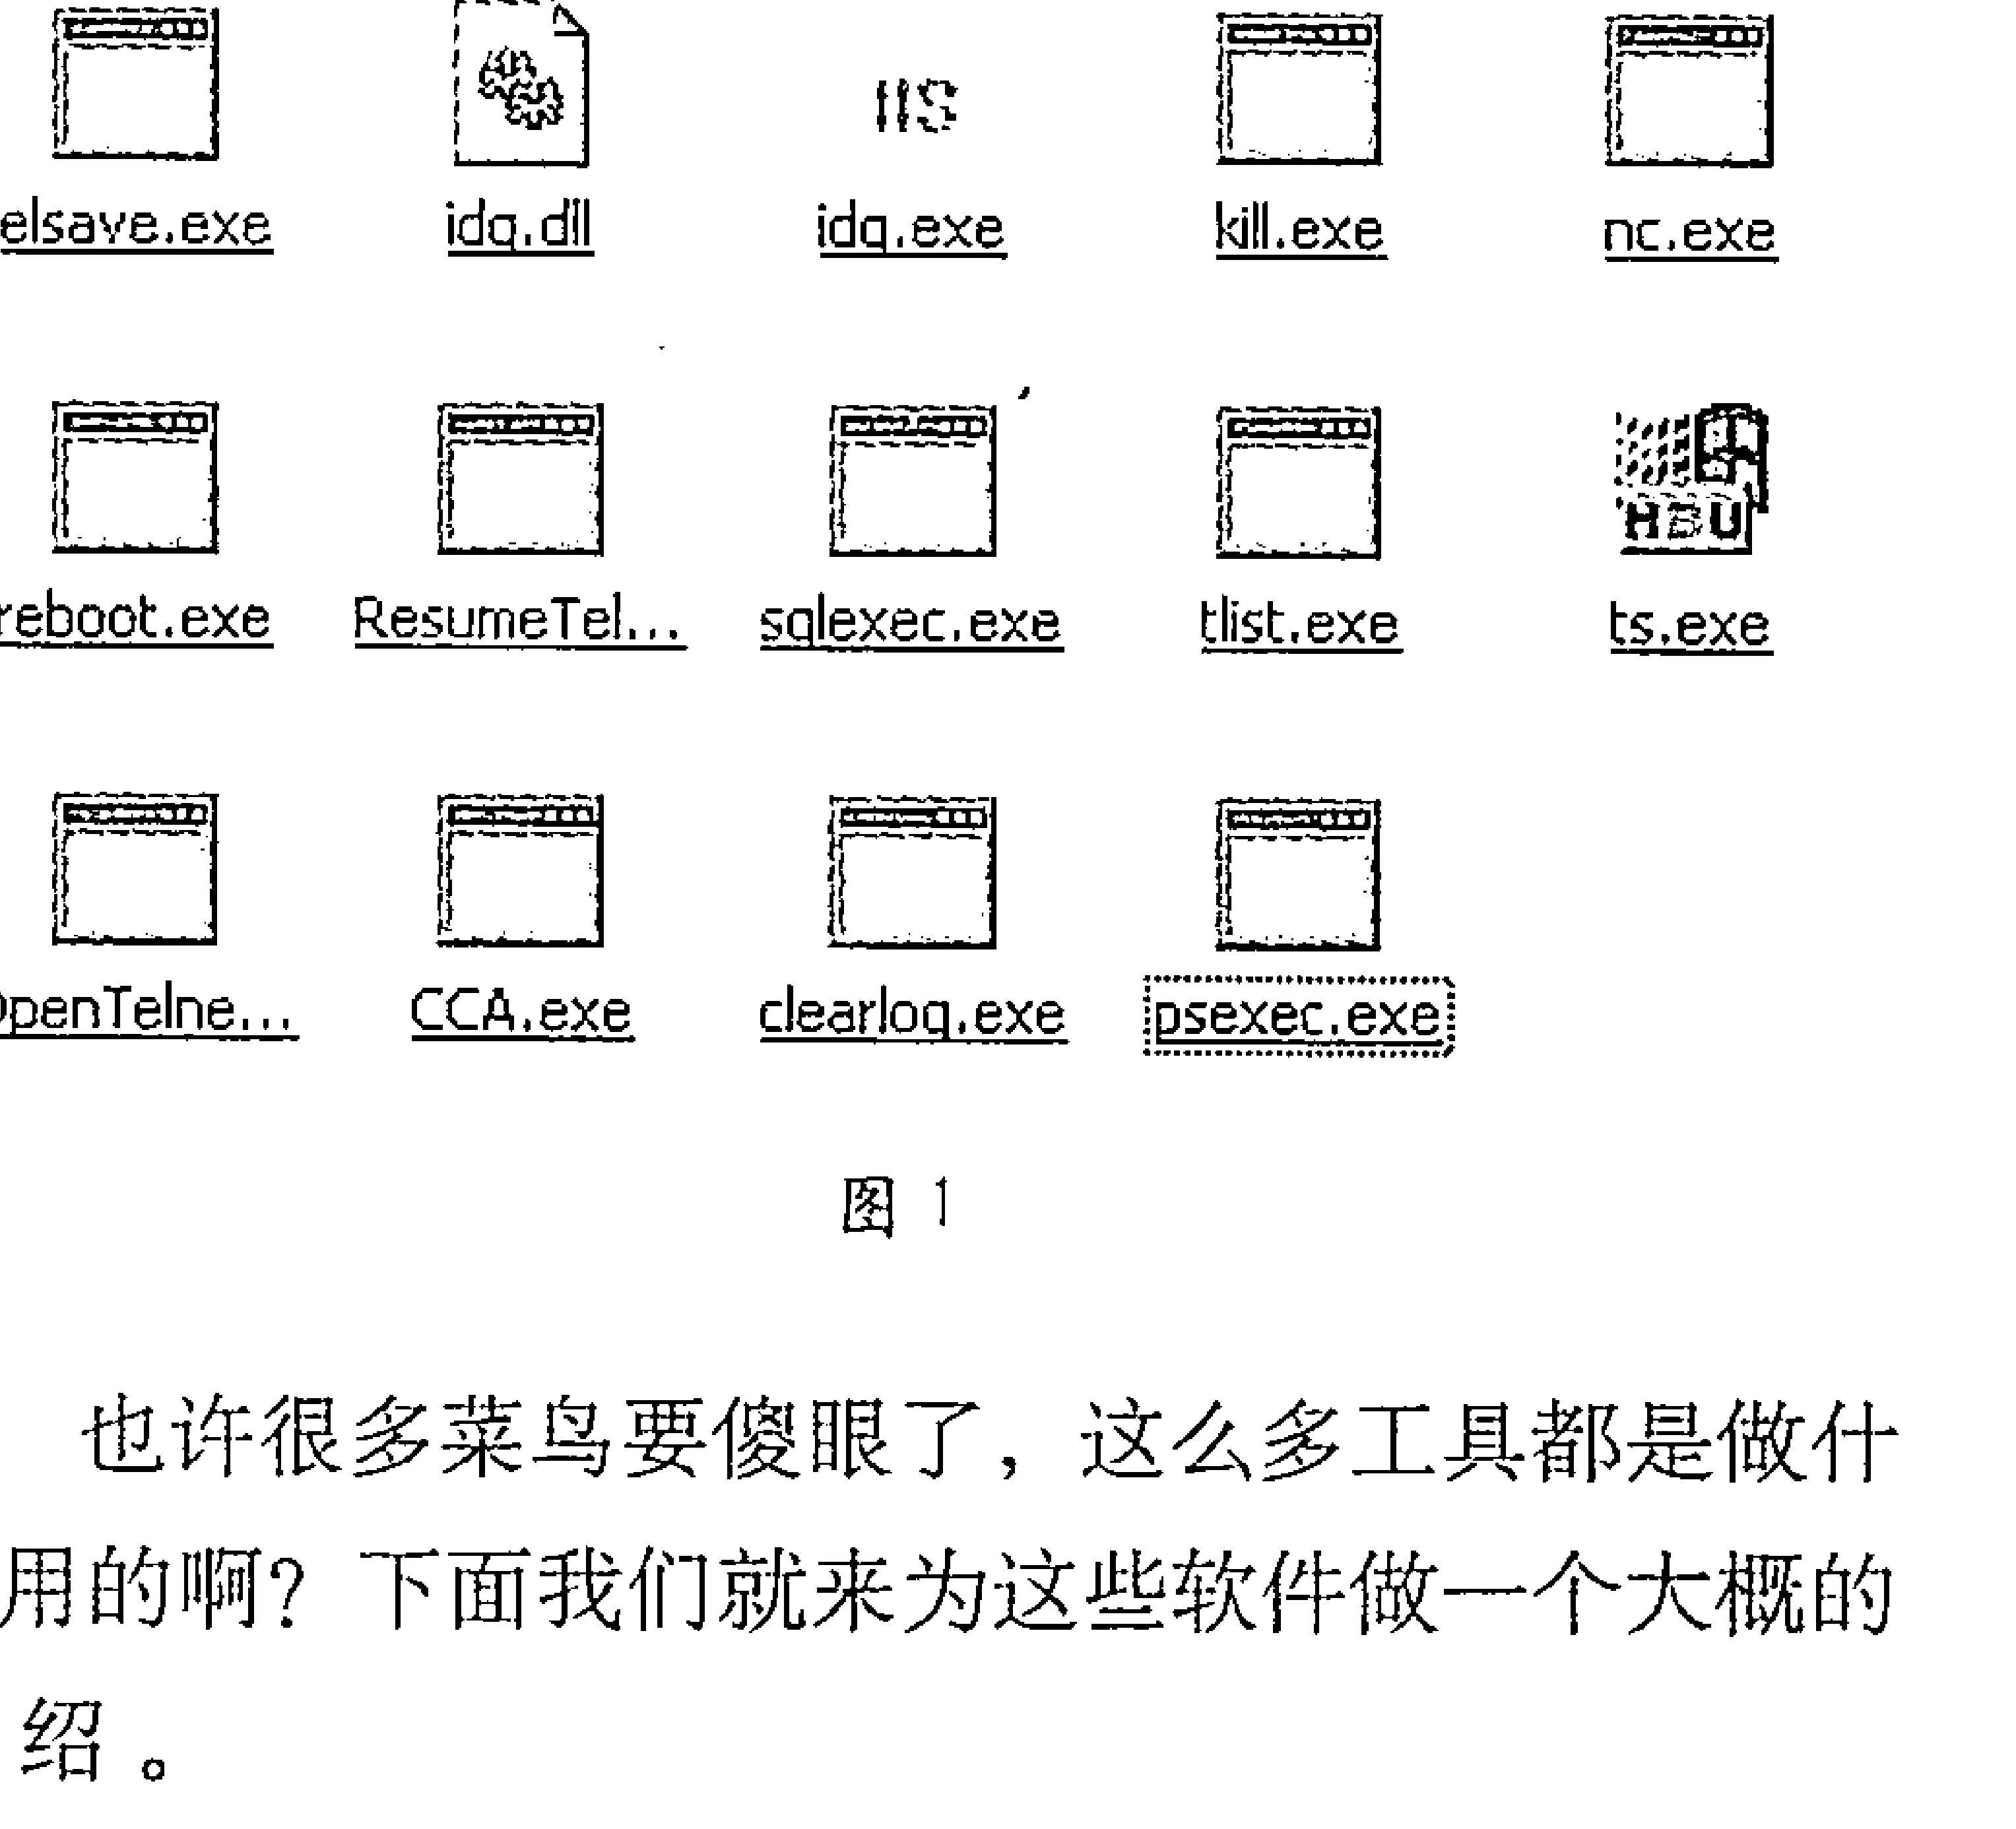 elsave.exe idq.dll idq.exe kill.exe nc.exe
IIS
reboot.exe ResumeTel... sqlexec.exe tlist.exe ts.exe
HBU
OpenTelne... CCA.exe clearlog.exe psexec.exe
图 1
也许很多菜鸟要傻眼了，这么多工具都是做什
用的啊？下面我们就来为这些软件做一个大概的
绍。